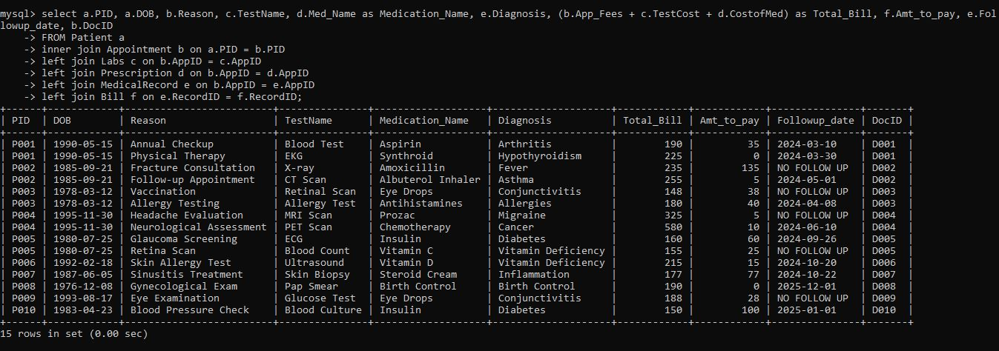 mysql> select a.PID, a.DOB, b.Reason, c.TestName, d.Med_Name as Medication_Name, e.Diagnosis, (b.App_Fees + c.TestCost + d.CostofMed) as Total_Bill, f.Amt_to_pay, e.Fol
lowup_date, b.DocID
    -> FROM Patient a
    -> inner join Appointment b on a.PID = b.PID
    -> left join Labs c on b.AppID = c.AppID
    -> left join Prescription d on b.AppID = d.AppID
    -> left join MedicalRecord e on b.AppID = e.AppID
    -> left join Bill f on e.RecordID = f.RecordID;
+------+------------+-------------------------+---------------+-------------------+--------------------+------------+------------+---------------+-------+
| PID  | DOB        | Reason                  | TestName      | Medication_Name   | Diagnosis          | Total_Bill | Amt_to_pay | Followup_date | DocID |
+------+------------+-------------------------+---------------+-------------------+--------------------+------------+------------+---------------+-------+
| P001 | 1990-05-15 | Annual Checkup          | Blood Test    | Aspirin           | Arthritis          |        190 |         35 | 2024-03-10    | D001  |
| P001 | 1990-05-15 | Physical Therapy        | EKG           | Synthroid         | Hypothyroidism     |        225 |          0 | 2024-03-30    | D001  |
| P002 | 1985-09-21 | Fracture Consultation   | X-ray         | Amoxicillin       | Fever              |        235 |        135 | NO FOLLOW UP  | D002  |
| P002 | 1985-09-21 | Follow-up Appointment   | CT Scan       | Albuterol Inhaler | Asthma             |        255 |          5 | 2024-05-01    | D002  |
| P003 | 1978-03-12 | Vaccination             | Retinal Scan  | Eye Drops         | Conjunctivitis     |        148 |         38 | NO FOLLOW UP  | D003  |
| P003 | 1978-03-12 | Allergy Testing         | Allergy Test  | Antihistamines    | Allergies          |        180 |         40 | 2024-04-08    | D003  |
| P004 | 1995-11-30 | Headache Evaluation     | MRI Scan      | Prozac            | Migraine           |        325 |          5 | NO FOLLOW UP  | D004  |
| P004 | 1995-11-30 | Neurological Assessment | PET Scan      | Chemotherapy      | Cancer             |        580 |         10 | 2024-06-10    | D004  |
| P005 | 1980-07-25 | Glaucoma Screening      | ECG           | Insulin           | Diabetes           |        160 |         60 | 2024-09-26    | D005  |
| P005 | 1980-07-25 | Retina Scan             | Blood Count   | Vitamin C         | Vitamin Deficiency |        155 |         25 | NO FOLLOW UP  | D005  |
| P006 | 1992-02-18 | Skin Allergy Test       | Ultrasound    | Vitamin D         | Vitamin Deficiency |        215 |         15 | 2024-10-20    | D006  |
| P007 | 1987-06-05 | Sinusitis Treatment     | Skin Biopsy   | Steroid Cream     | Inflammation       |        177 |         77 | 2024-10-22    | D007  |
| P008 | 1976-12-08 | Gynecological Exam      | Pap Smear     | Birth Control     | Birth Control      |        190 |          0 | 2025-12-01    | D008  |
| P009 | 1993-08-17 | Eye Examination         | Glucose Test  | Eye Drops         | Conjunctivitis     |        188 |         28 | NO FOLLOW UP  | D009  |
| P010 | 1983-04-23 | Blood Pressure Check    | Blood Culture | Insulin           | Diabetes           |        150 |        100 | 2025-01-01    | D010  |
+------+------------+-------------------------+---------------+-------------------+--------------------+------------+------------+---------------+-------+
15 rows in set (0.00 sec)